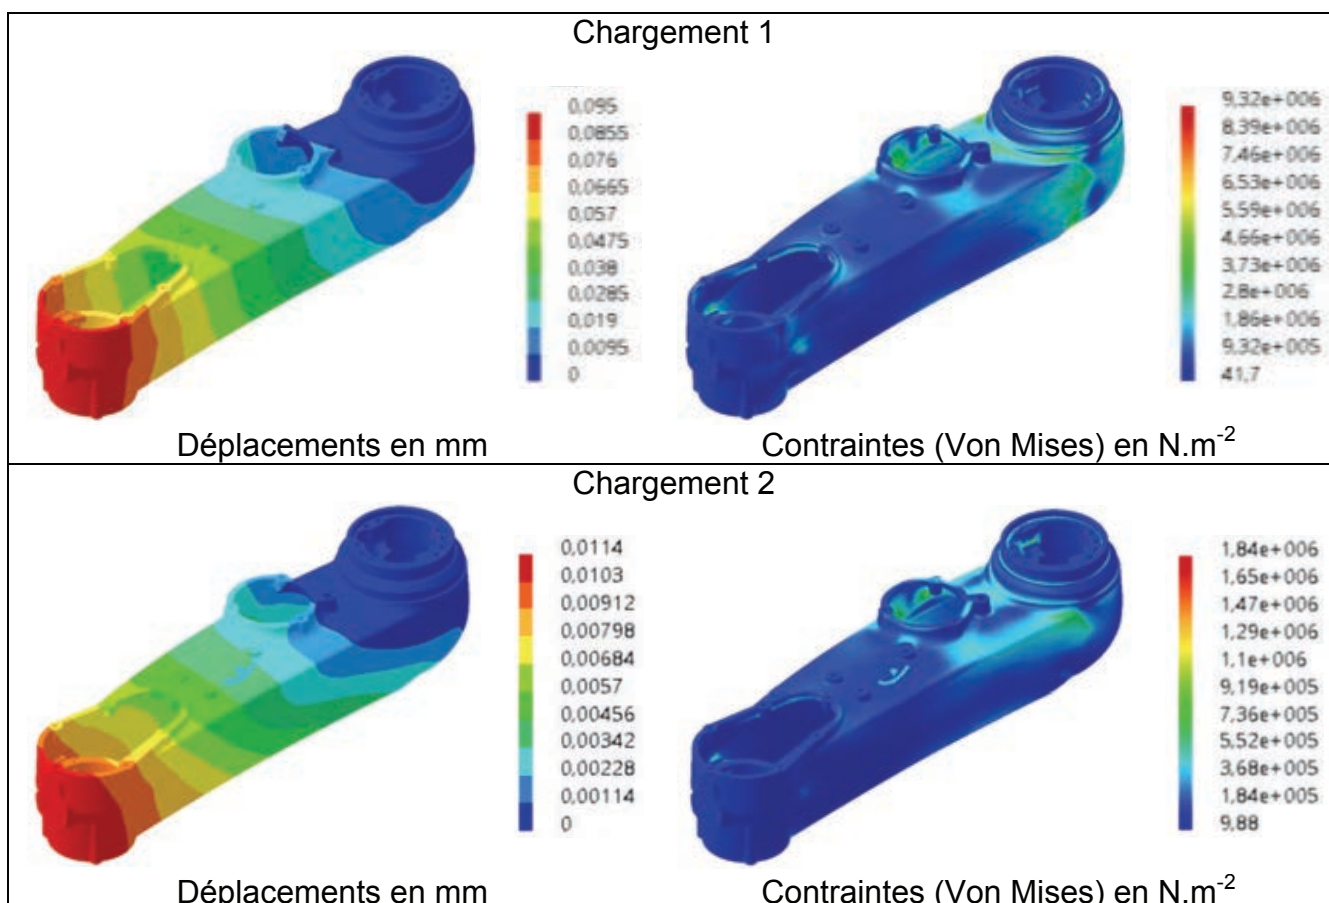 Chargement 1
0,095
0,0855
0,076
0,0665
0,057
0,0475
0,038
0,0285
0,019
0,0095
0
9,32e+006
8,39e+006
7,46e+006
6,53e+006
5,59e+006
4,66e+006
3,73e+006
2,8e+006
1,86e+006
9,32e+005
41,7
Déplacements en mm
Contraintes (Von Mises) en N.m-2
Chargement 2
0,0114
0,0103
0,00912
0,00798
0,00684
0,0057
0,00456
0,00342
0,00228
0,00114
0
1,84e+006
1,65e+006
1,47e+006
1,29e+006
1,1e+006
9,19e+005
7,36e+005
5,52e+005
3,68e+005
1,84e+005
9,88
Déplacements en mm
Contraintes (Von Mises) en N.m-2